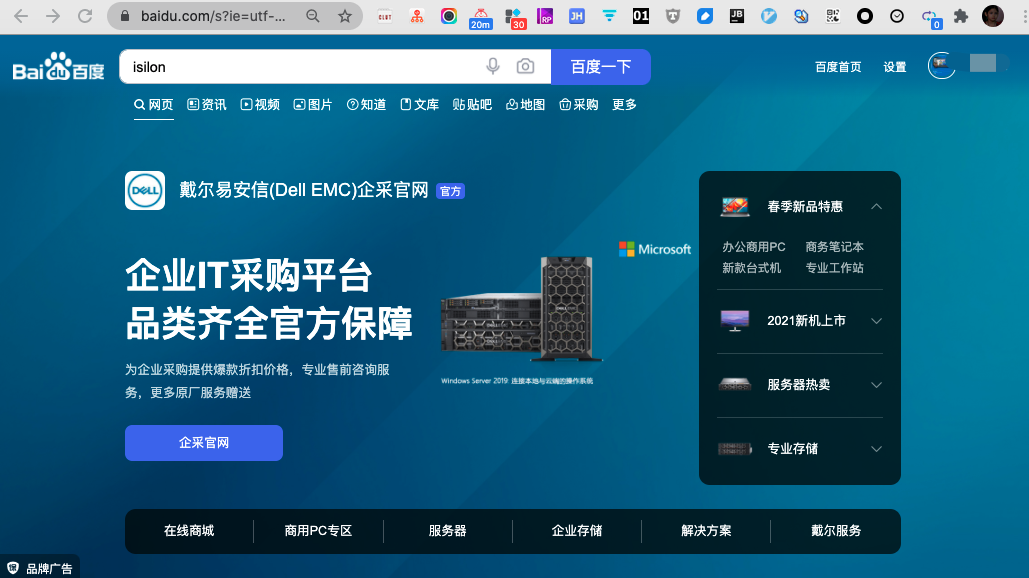 baidu.com/s?ie=utf-...
CLUT
20m
30
RP
JH
01
JB
0
Bai du 百度
isilon
百度一下
百度首页
设置
网页
资讯
视频
图片
知道
文库
贴贴吧
地图
采购
更多
DELL
戴尔易安信(Dell EMC)企采官网
官方
企业IT采购平台
品类齐全官方保障
为企业采购提供爆款折扣价格，专业售前咨询服
务，更多原厂服务赠送
企采官网
Microsoft
Windows Server 2019: 连接本地与云端的操作系统
春季新品特惠
办公商用PC
商务笔记本
新款台式机
专业工作站
2021新机上市
服务器热卖
专业存储
在线商城
商用PC专区
服务器
企业存储
解决方案
戴尔服务
保
品牌广告